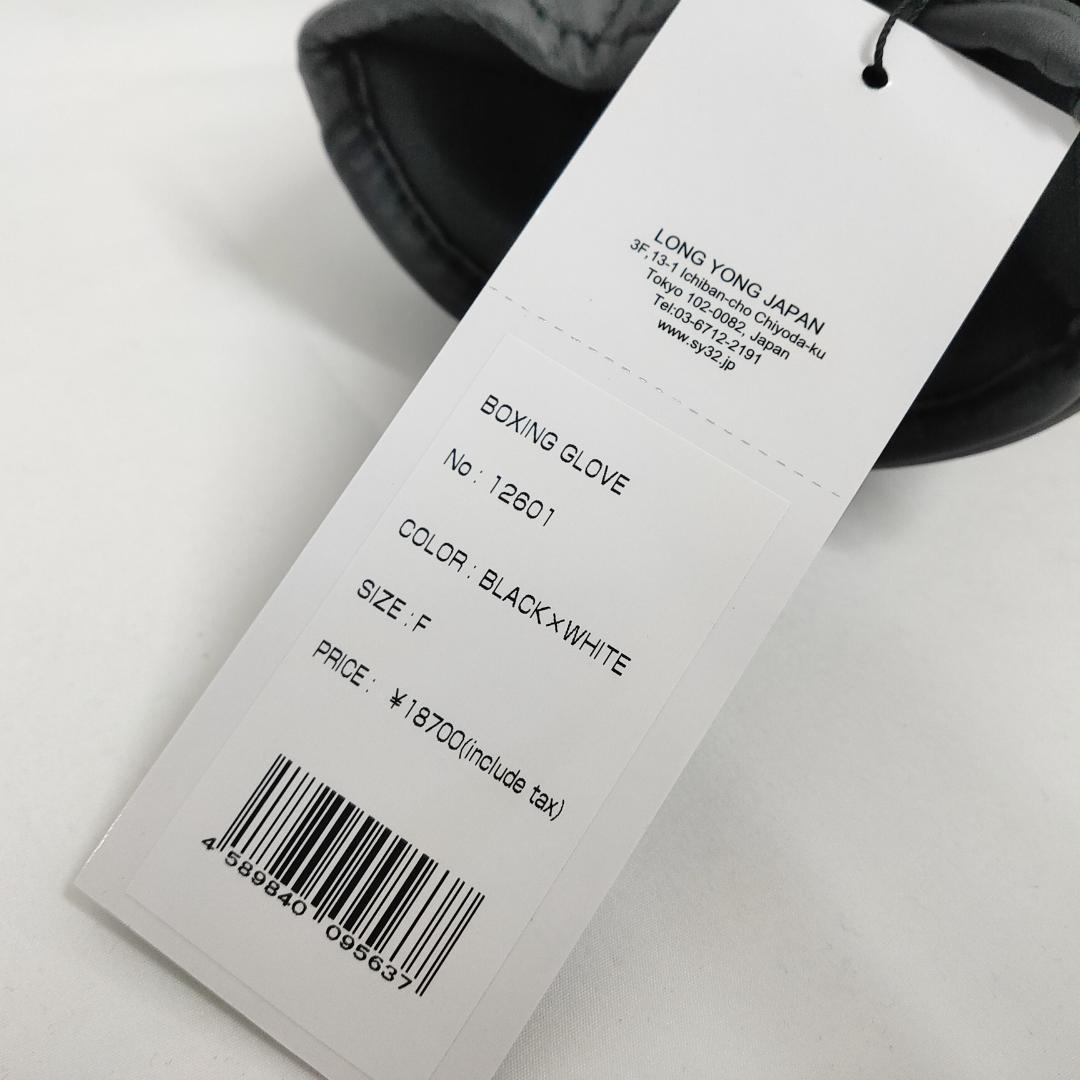 LONG YONG JAPAN
3F,13-1 Ichiban-cho Chiyoda-ku
Tokyo 102-0082, Japan
Tel:03-6712-2191
www.sy32.jp
BOXING GLOVE
No : 12601
COLOR : BLACK×WHITE
SIZE : F
PRICE : ¥18700(include tax)
4 589840 095637